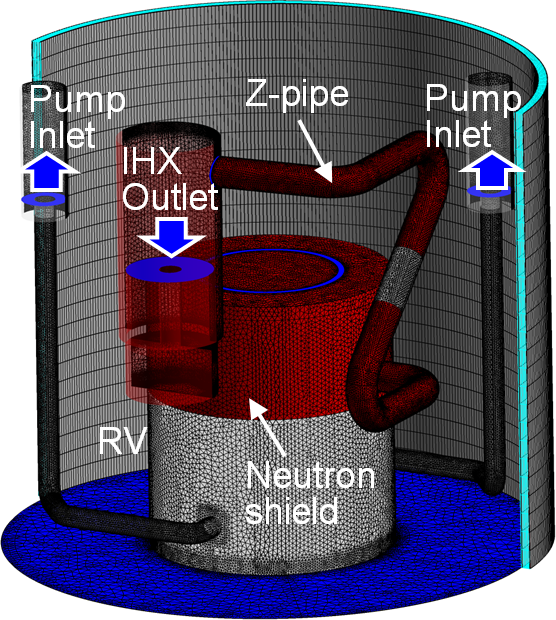 Z-pipe
Pump
Inlet
Pump
Inlet
IHX
Outlet
RV
Neutron
shield